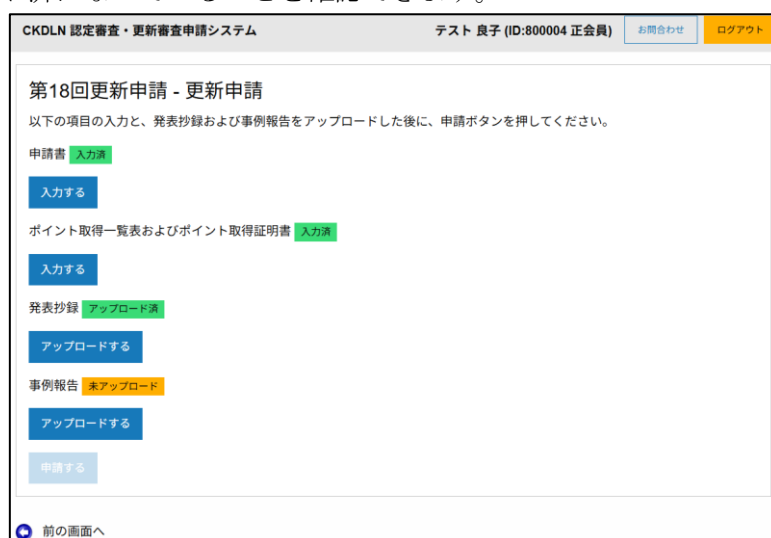 CKDLN 認定審査・更新審査申請システム テスト 良子 (ID:800004 正会員) お問合わせ ログアウト
第18回更新申請 - 更新申請
以下の項目の入力と、発表抄録および事例報告をアップロードした後に、申請ボタンを押してください。
申請書 入力済
入力する
ポイント取得一覧表およびポイント取得証明書 入力済
入力する
発表抄録 アップロード済
アップロードする
事例報告 未アップロード
アップロードする
申請する
前の画面へ